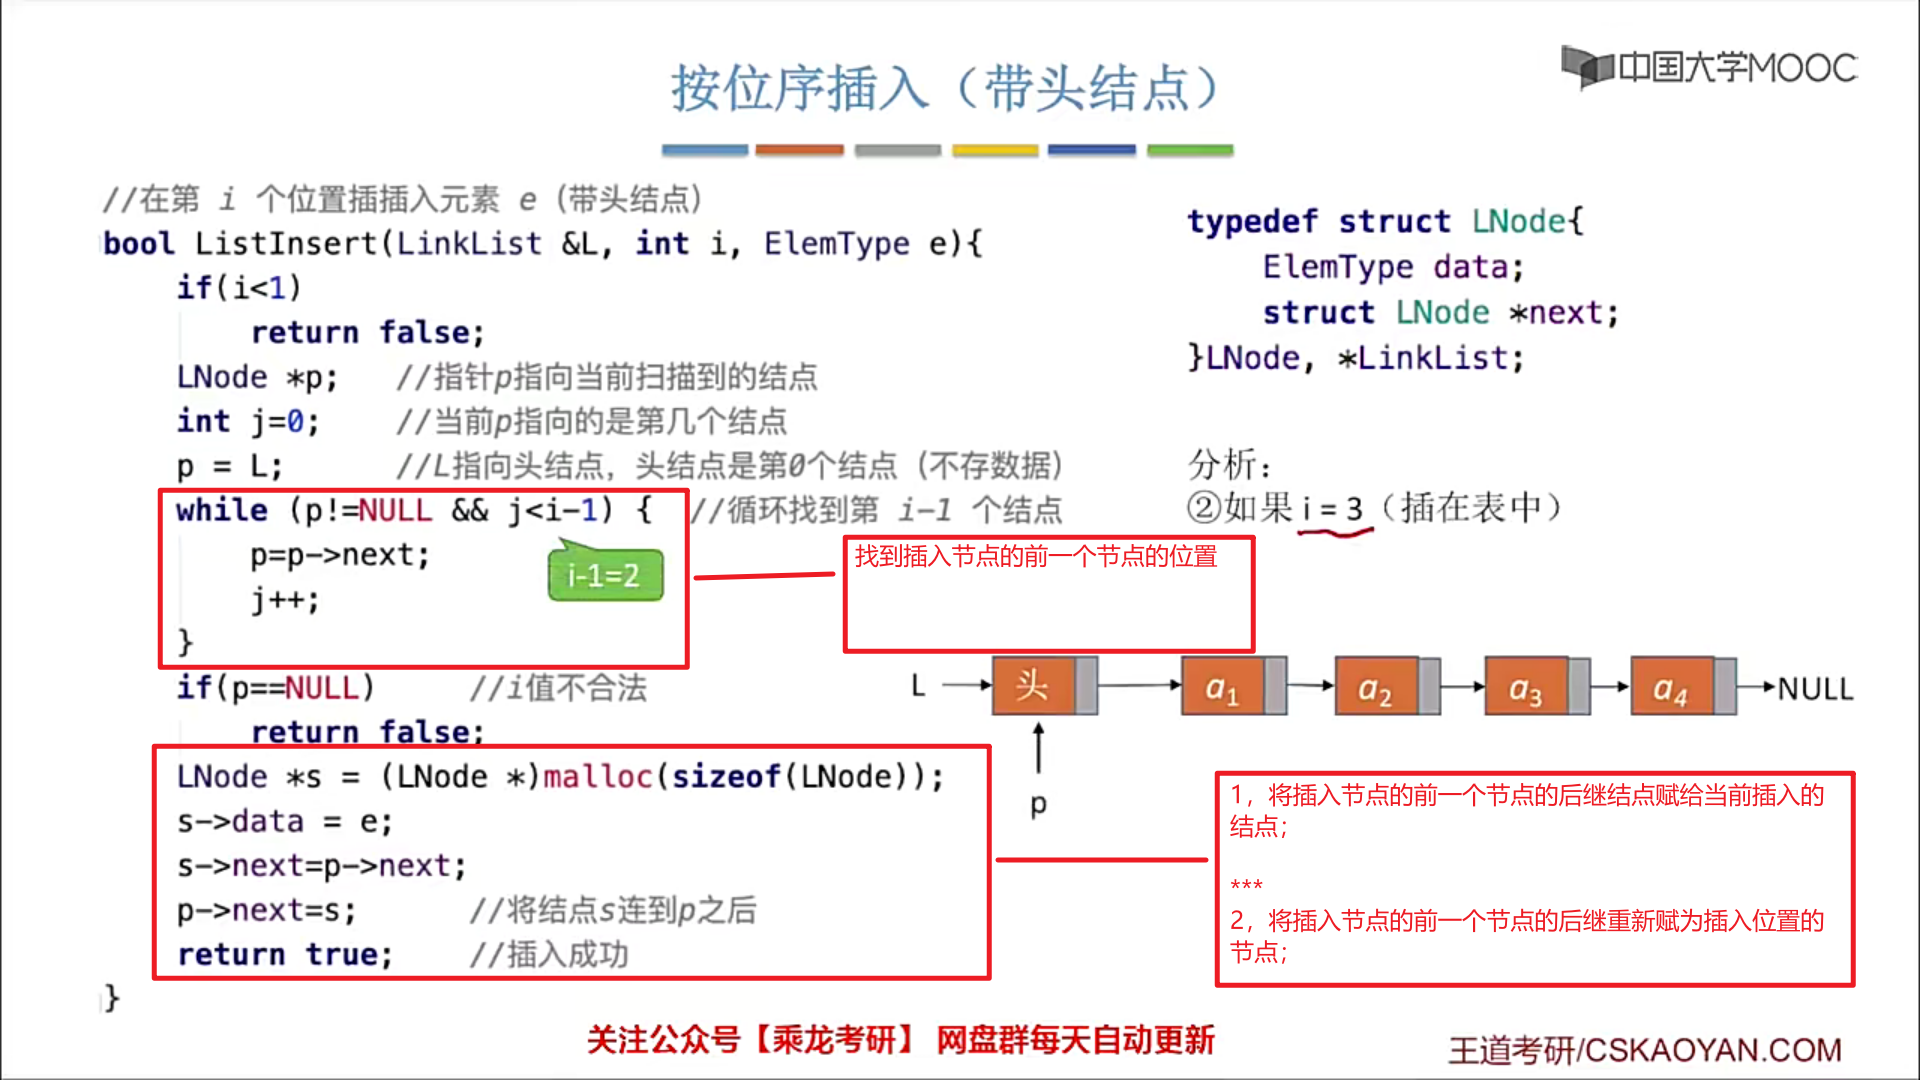 中国大学MOOC
按位序插入（带头结点）
//在第 i 个位置插插入元素 e（带头结点）
bool ListInsert(LinkList &L, int i, ElemType e){
if(i<1)
return false;
LNode *p; //指针p指向当前扫描到的结点
int j=0; //当前p指向的是第几个结点
p = L; //L指向头结点，头结点是第0个结点（不存数据）
while (p!=NULL && j<i-1) { //循环找到第 i-1 个结点
p=p->next;
j++;
}
i-1=2
找到插入节点的前一个节点的位置
if(p==NULL) //i值不合法
return false;
LNode *s = (LNode *)malloc(sizeof(LNode));
s->data = e;
s->next=p->next;
p->next=s; //将结点s连到p之后
return true; //插入成功
}
typedef struct LNode{
ElemType data;
struct LNode *next;
}LNode, *LinkList;
分析：
②如果 i = 3（插在表中）
L 头 a1 a2 a3 a4 NULL
p
1，将插入节点的前一个节点的后继结点赋给当前插入的
结点；
***
2，将插入节点的前一个节点的后继重新赋为插入位置的
节点；
关注公众号【乘龙考研】 网盘群每天自动更新
王道考研/CSKAOYAN.COM